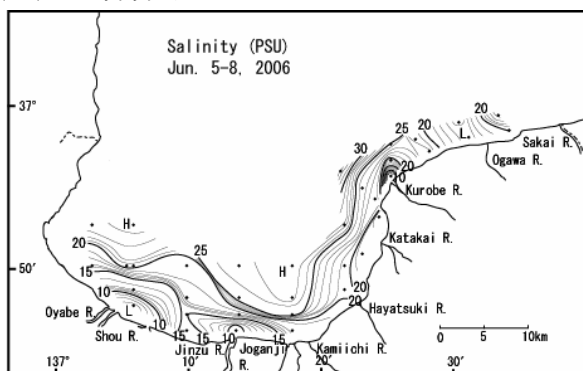 Salinity (PSU)
Jun. 5-8, 2006
37°
20
25
20
L
30
Sakai R.
Ogawa R.
20
10
Kurobe R.
H
20
25
Katakai R.
50'
15
H
20
10
20
Hayatsuki R.
Oyabe R.
L
Shou R.
10
15
15
10
15
0
5
10km
Jinzu R.
Joganji R.
Kamiichi R.
137°
10'
20'
30'